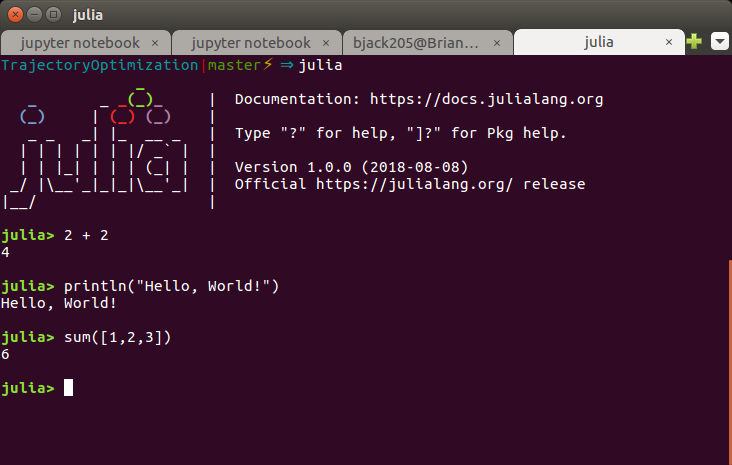 julia
jupyter notebook × jupyter notebook × bjack205@Brian… × julia ×
TrajectoryOptimization|master⚡ ⇒ julia
| Documentation: https://docs.julialang.org
|
| Type "?" for help, "]?" for Pkg help.
|
| Version 1.0.0 (2018-08-08)
| Official https://julialang.org/ release
|
julia> 2 + 2
4
julia> println("Hello, World!")
Hello, World!
julia> sum([1,2,3])
6
julia>